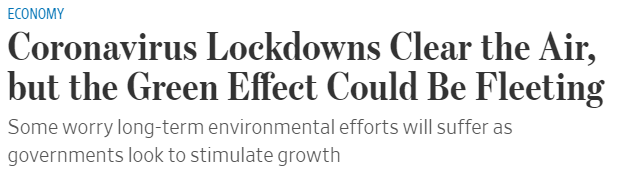 ECONOMY
Coronavirus Lockdowns Clear the Air,
but the Green Effect Could Be Fleeting
Some worry long-term environmental efforts will suffer as
governments look to stimulate growth